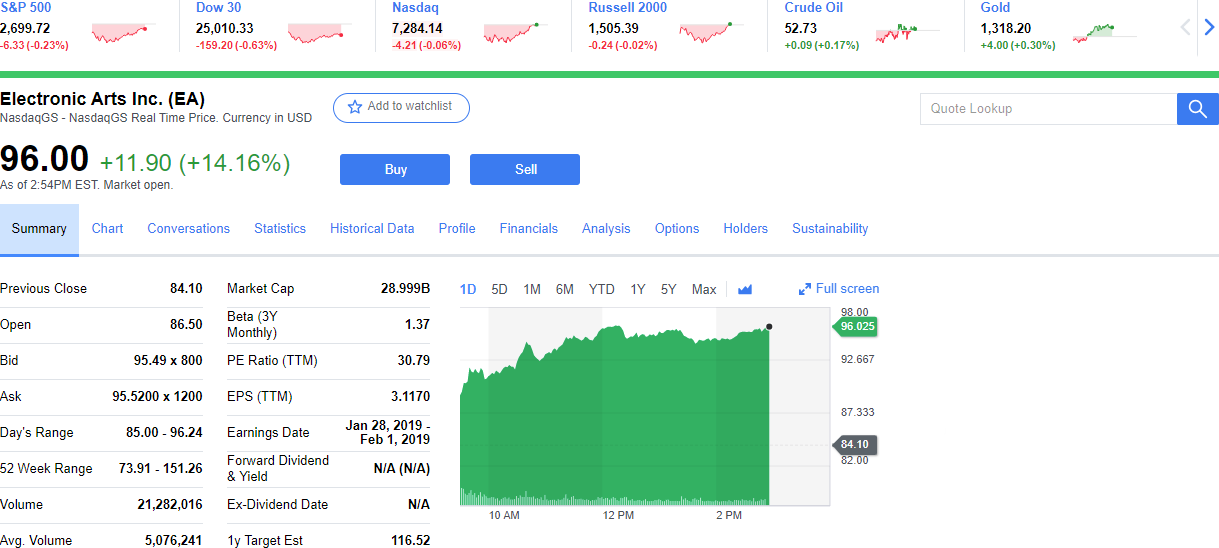 S&P 500 Dow 30 Nasdaq Russell 2000 Crude Oil Gold
2,699.72 25,010.33 7,284.14 1,505.39 52.73 1,318.20
-6.33 (-0.23%) -159.20 (-0.63%) -4.21 (-0.06%) -0.24 (-0.02%) +0.09 (+0.17%) +4.00 (+0.30%)
Electronic Arts Inc. (EA)
NasdaqGS - NasdaqGS Real Time Price. Currency in USD
Add to watchlist
Quote Lookup
96.00 +11.90 (+14.16%)
As of 2:54PM EST. Market open.
Buy Sell
Summary Chart Conversations Statistics Historical Data Profile Financials Analysis Options Holders Sustainability
Previous Close 84.10
Open 86.50
Bid 95.49 x 800
Ask 95.5200 x 1200
Day's Range 85.00 - 96.24
52 Week Range 73.91 - 151.26
Volume 21,282,016
Avg. Volume 5,076,241
Market Cap 28.999B
Beta (3Y
Monthly) 1.37
PE Ratio (TTM) 30.79
EPS (TTM) 3.1170
Earnings Date Jan 28, 2019 -
Feb 1, 2019
Forward Dividend
& Yield N/A (N/A)
Ex-Dividend Date N/A
1y Target Est 116.52
1D 5D 1M 6M YTD 1Y 5Y Max Full screen
98.00
96.025
92.667
87.333
84.10
82.00
10 AM 12 PM 2 PM